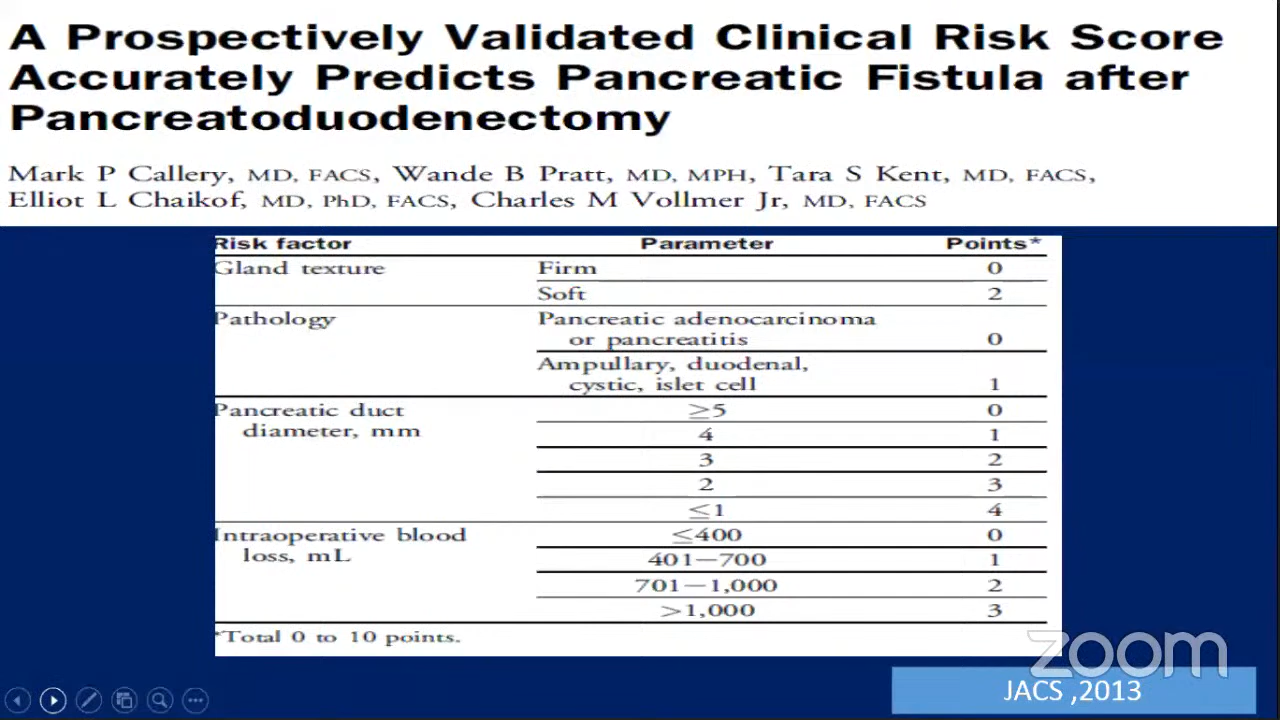 A Prospectively Validated Clinical Risk Score
Accurately Predicts Pancreatic Fistula after
Pancreatoduodenectomy
Mark P Callery, MD, FACS, Wande B Pratt, MD, MPH, Tara S Kent, MD, FACS,
Elliot L Chaikof, MD, PhD, FACS, Charles M Vollmer Jr, MD, FACS
Risk factor Parameter Points*
Gland texture Firm 0
Soft 2
Pathology Pancreatic adenocarcinoma
or pancreatitis 0
Ampullary, duodenal,
cystic, islet cell 1
Pancreatic duct ≥5 0
diameter, mm
4 1
3 2
2 3
≤1 4
Intraoperative blood ≤400 0
loss, mL
401–700 1
701–1,000 2
>1,000 3
*Total 0 to 10 points.
zoom
JACS ,2013